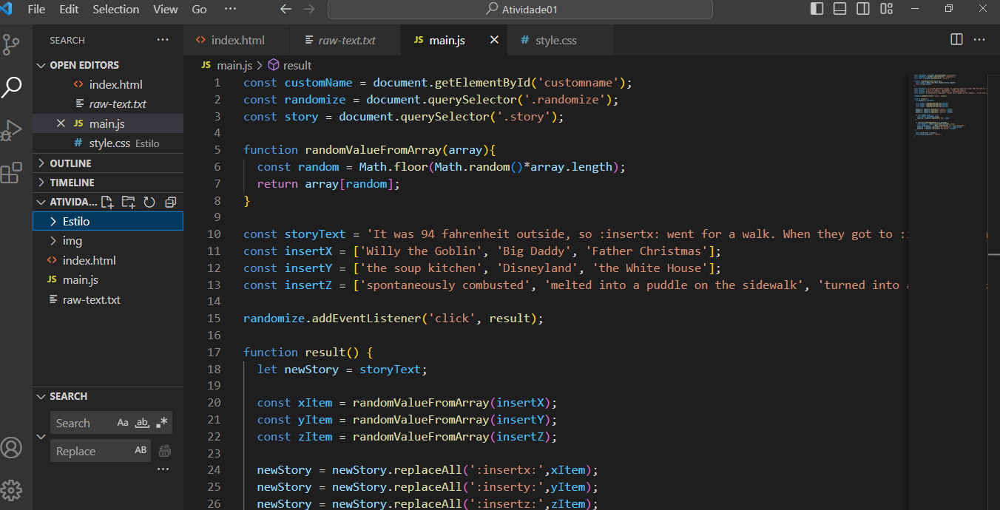 File Edit Selection View Go ··· Atividade01
SEARCH ···
index.html raw-text.txt JS main.js # style.css ···
OPEN EDITORS
index.html
raw-text.txt
JS main.js
# style.css Estilo
OUTLINE
TIMELINE
ATIVIDA...
Estilo
img
index.html
JS main.js
raw-text.txt
SEARCH
Search Aa ab .*
Replace AB
···
JS main.js > result
1 const customName = document.getElementById('customname');
2 const randomize = document.querySelector('.randomize');
3 const story = document.querySelector('.story');
4
5 function randomValueFromArray(array){
6 const random = Math.floor(Math.random()*array.length);
7 return array[random];
8 }
9
10 const storyText = 'It was 94 fahrenheit outside, so :insertx: went for a walk. When they got to :
11 const insertX = ['Willy the Goblin', 'Big Daddy', 'Father Christmas'];
12 const insertY = ['the soup kitchen', 'Disneyland', 'the White House'];
13 const insertZ = ['spontaneously combusted', 'melted into a puddle on the sidewalk', 'turned into
14
15 randomize.addEventListener('click', result);
16
17 function result() {
18 let newStory = storyText;
19
20 const xItem = randomValueFromArray(insertX);
21 const yItem = randomValueFromArray(insertY);
22 const zItem = randomValueFromArray(insertZ);
23
24 newStory = newStory.replaceAll(':insertx:',xItem);
25 newStory = newStory.replaceAll(':inserty:',yItem);
26 newStory = newStory.replaceAll(':insertz:',zItem);